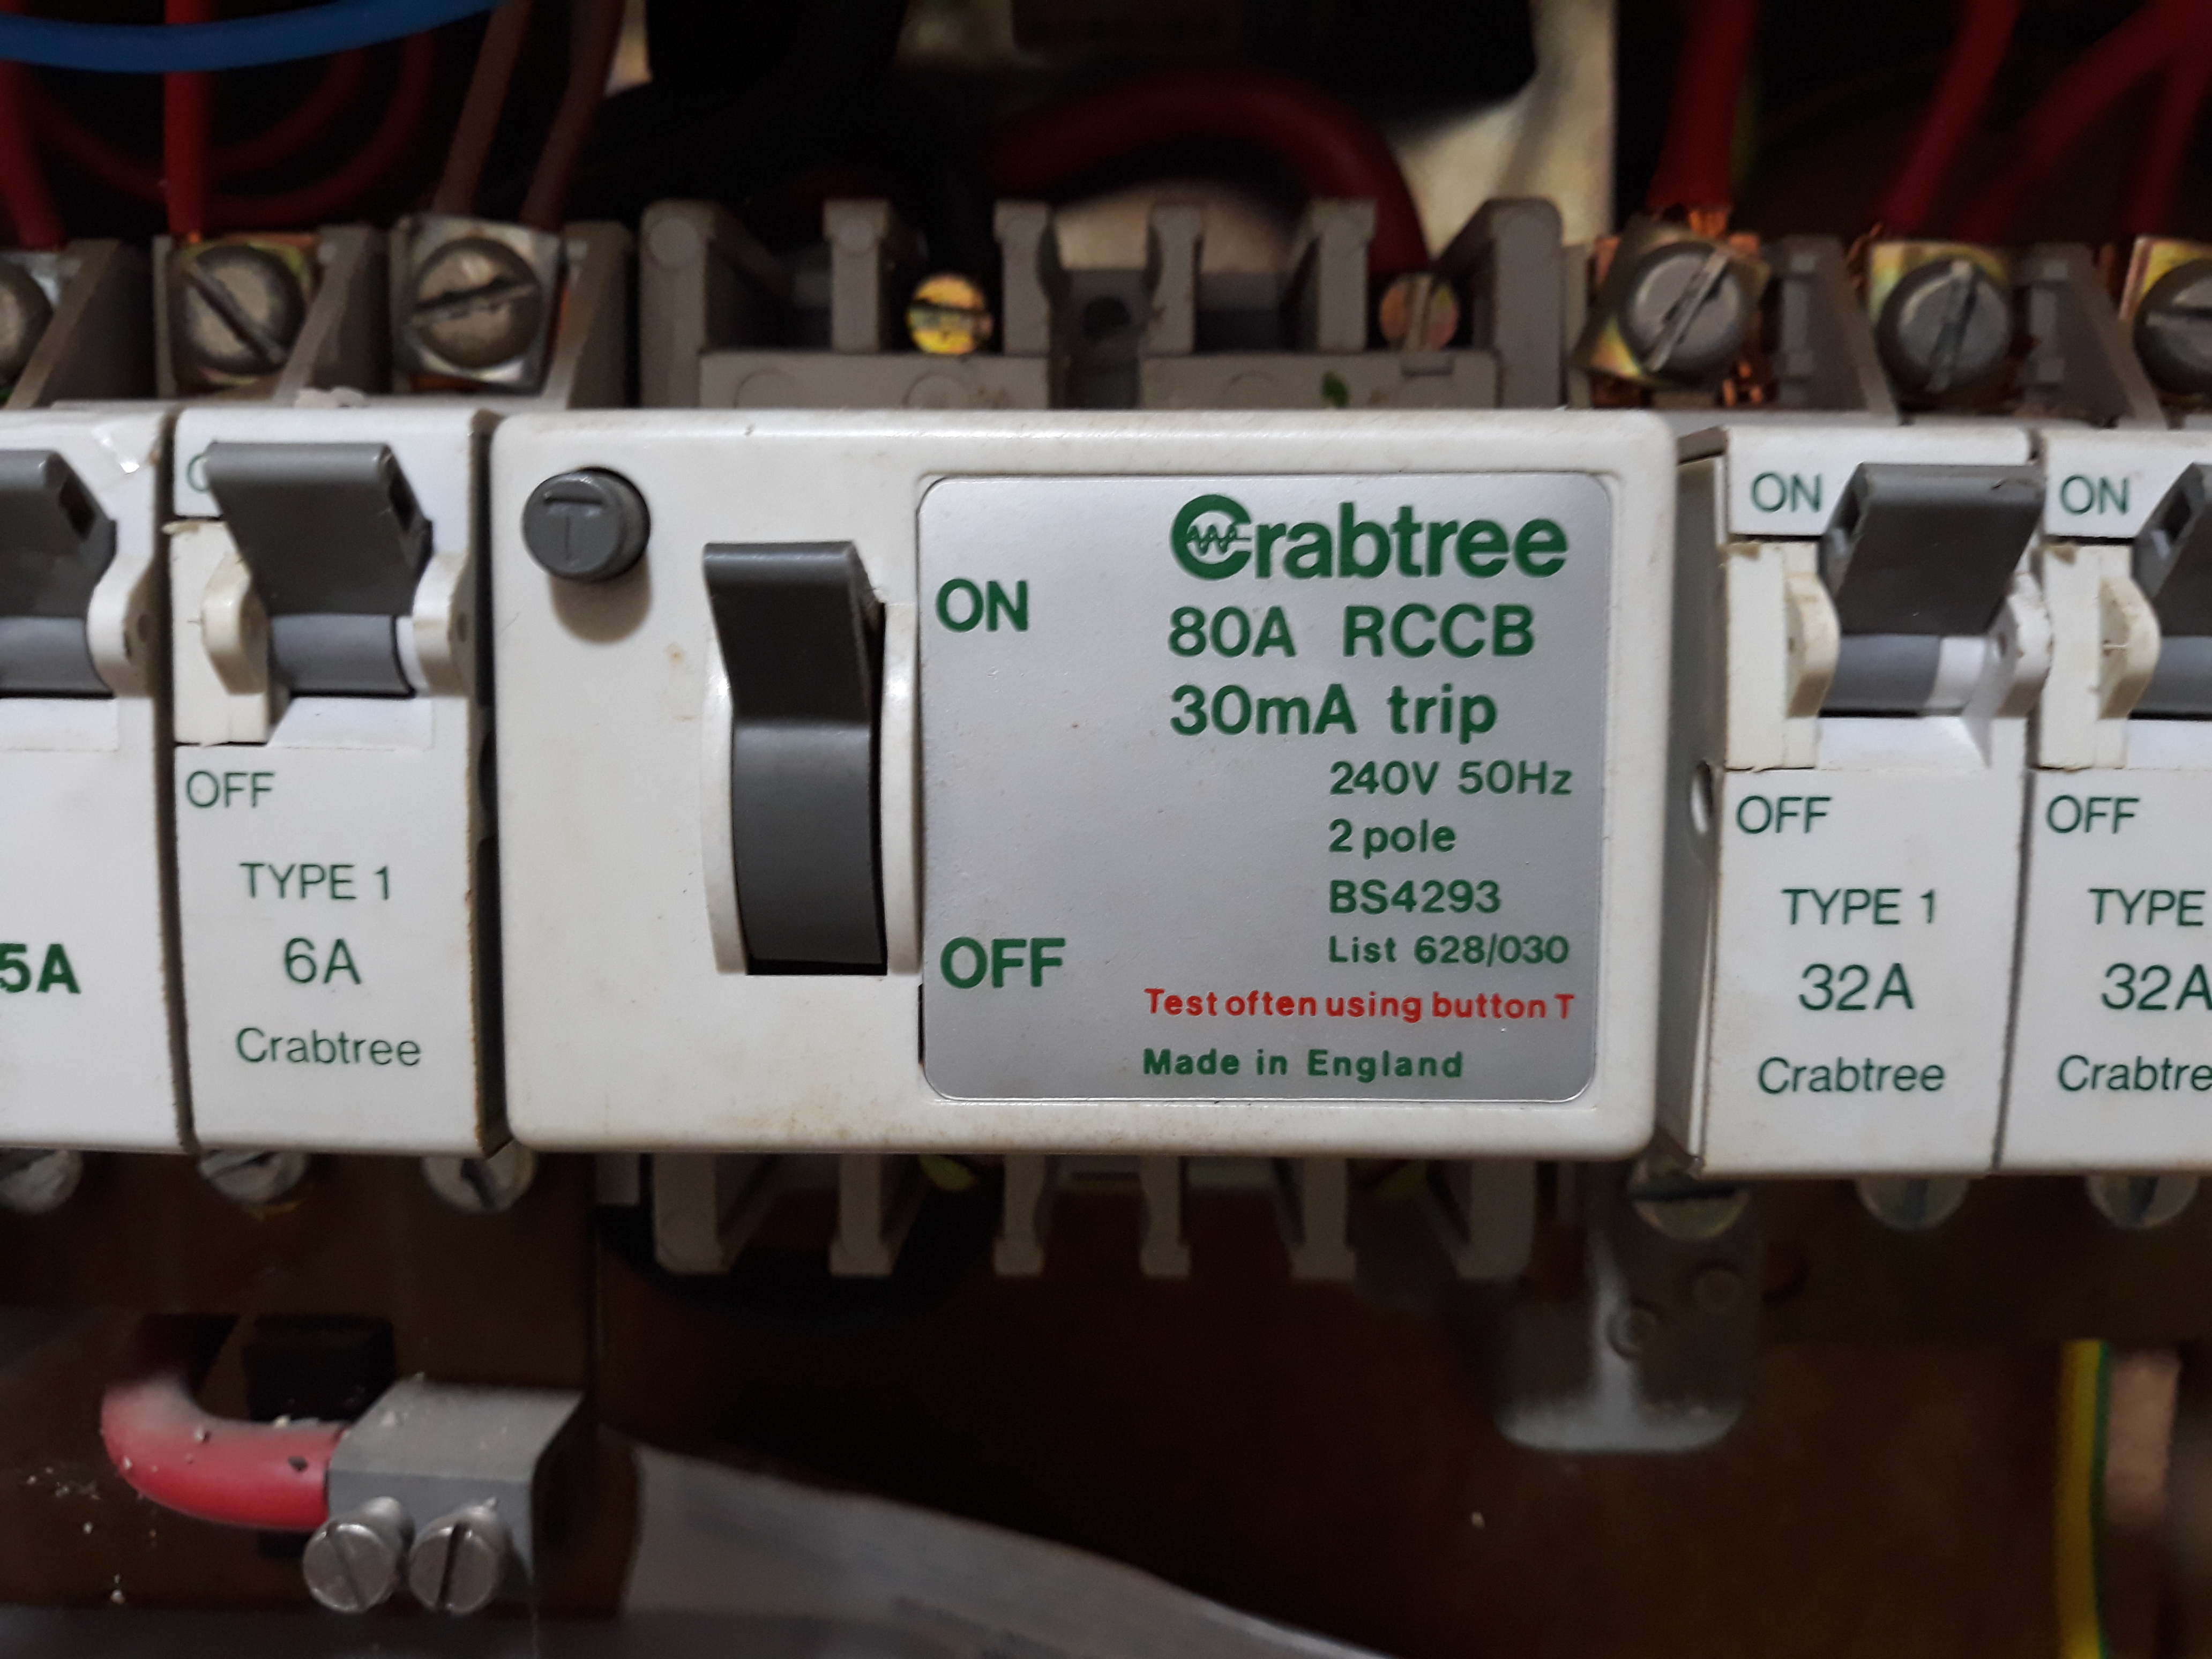 5A
OFF
TYPE 1
6A
Crabtree
T
Crabtree
ON
80A RCCB
30mA trip
240V 50Hz
2 pole
BS4293
OFF
List 628/030
Test often using button T
Made in England
ON
OFF
TYPE 1
32A
Crabtree
ON
OFF
TYPE
32A
Crabtre